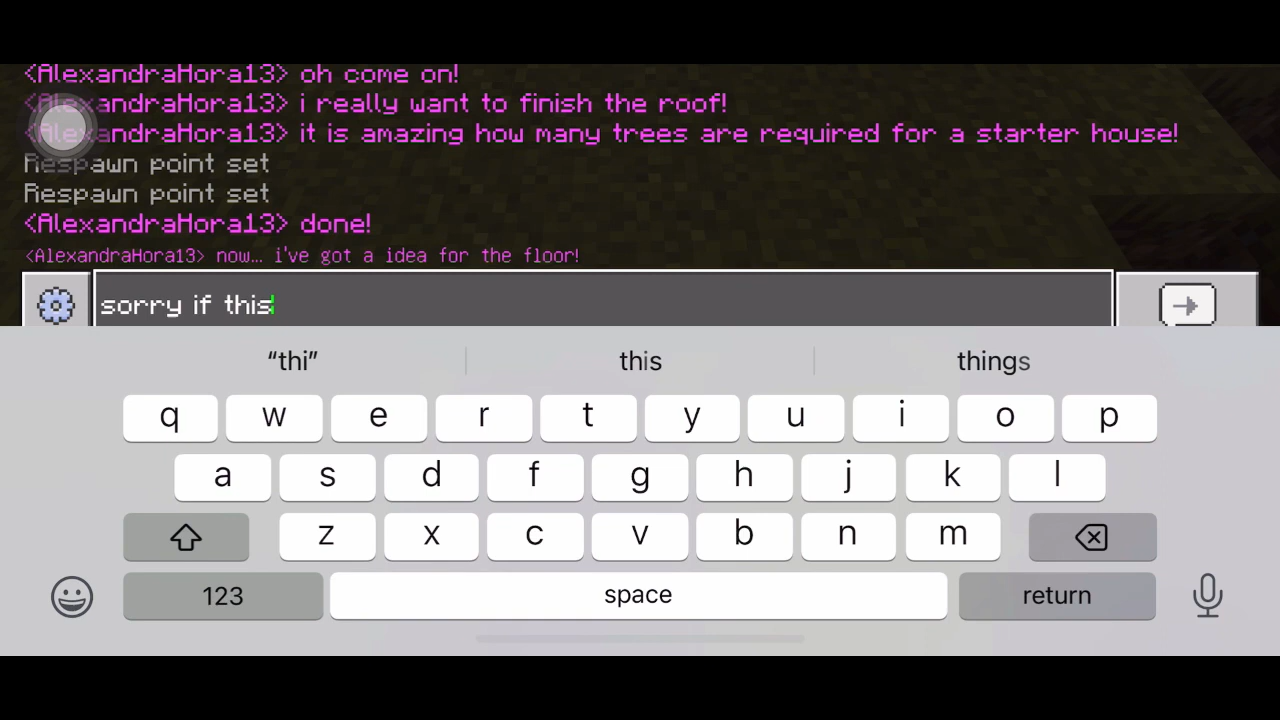 <AlexandraHora13> oh come on!
<AlexandraHora13> i really want to finish the roof!
<AlexandraHora13> it is amazing how many trees are required for a starter house!
Respawn point set
Respawn point set
<AlexandraHora13> done!
<AlexandraHora13> now... i've got a idea for the floor!
sorry if this
“thi” this things
q w e r t y u i o p
a s d f g h j k l
z x c v b n m
123 space return